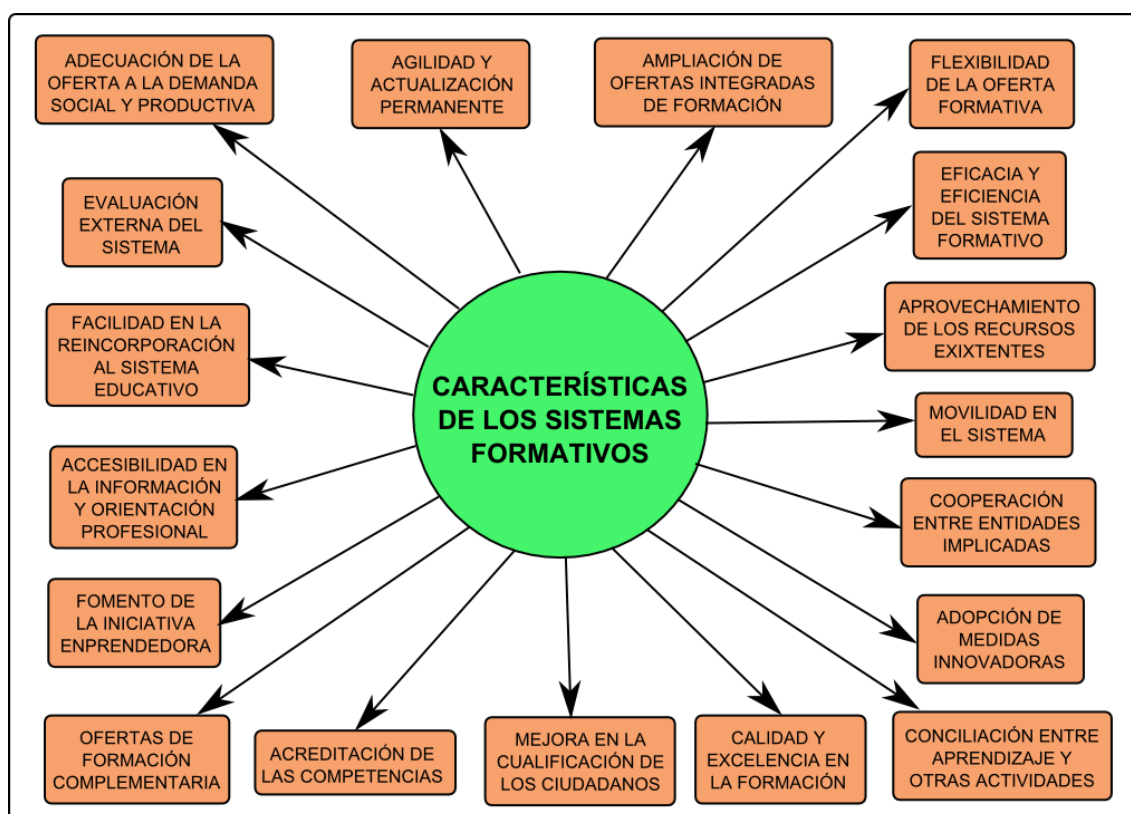 ADECUACIÓN DE LA
OFERTA A LA DEMANDA
SOCIAL Y PRODUCTIVA
AGILIDAD Y
ACTUALIZACIÓN
PERMANENTE
AMPLIACIÓN DE
OFERTAS INTEGRADAS
DE FORMACIÓN
FLEXIBILIDAD
DE LA OFERTA
FORMATIVA
EVALUACIÓN
EXTERNA DEL
SISTEMA
EFICACIA Y
EFICIENCIA
DEL SISTEMA
FORMATIVO
FACILIDAD EN LA
REINCORPORACIÓN
AL SISTEMA
EDUCATIVO
APROVECHAMIENTO
DE LOS RECURSOS
EXIXTENTES
CARACTERÍSTICAS
DE LOS SISTEMAS
FORMATIVOS
MOVILIDAD EN
EL SISTEMA
ACCESIBILIDAD EN
LA INFORMACIÓN
Y ORIENTACIÓN
PROFESIONAL
COOPERACIÓN
ENTRE ENTIDADES
IMPLICADAS
FOMENTO DE
LA INICIATIVA
ENPRENDEDORA
ADOPCIÓN DE
MEDIDAS
INNOVADORAS
OFERTAS DE
FORMACIÓN
COMPLEMENTARIA
ACREDITACIÓN DE
LAS COMPETENCIAS
MEJORA EN LA
CUALIFICACIÓN DE
LOS CIUDADANOS
CALIDAD Y
EXCELENCIA EN
LA FORMACIÓN
CONCILIACIÓN ENTRE
APRENDIZAJE Y
OTRAS ACTIVIDADES